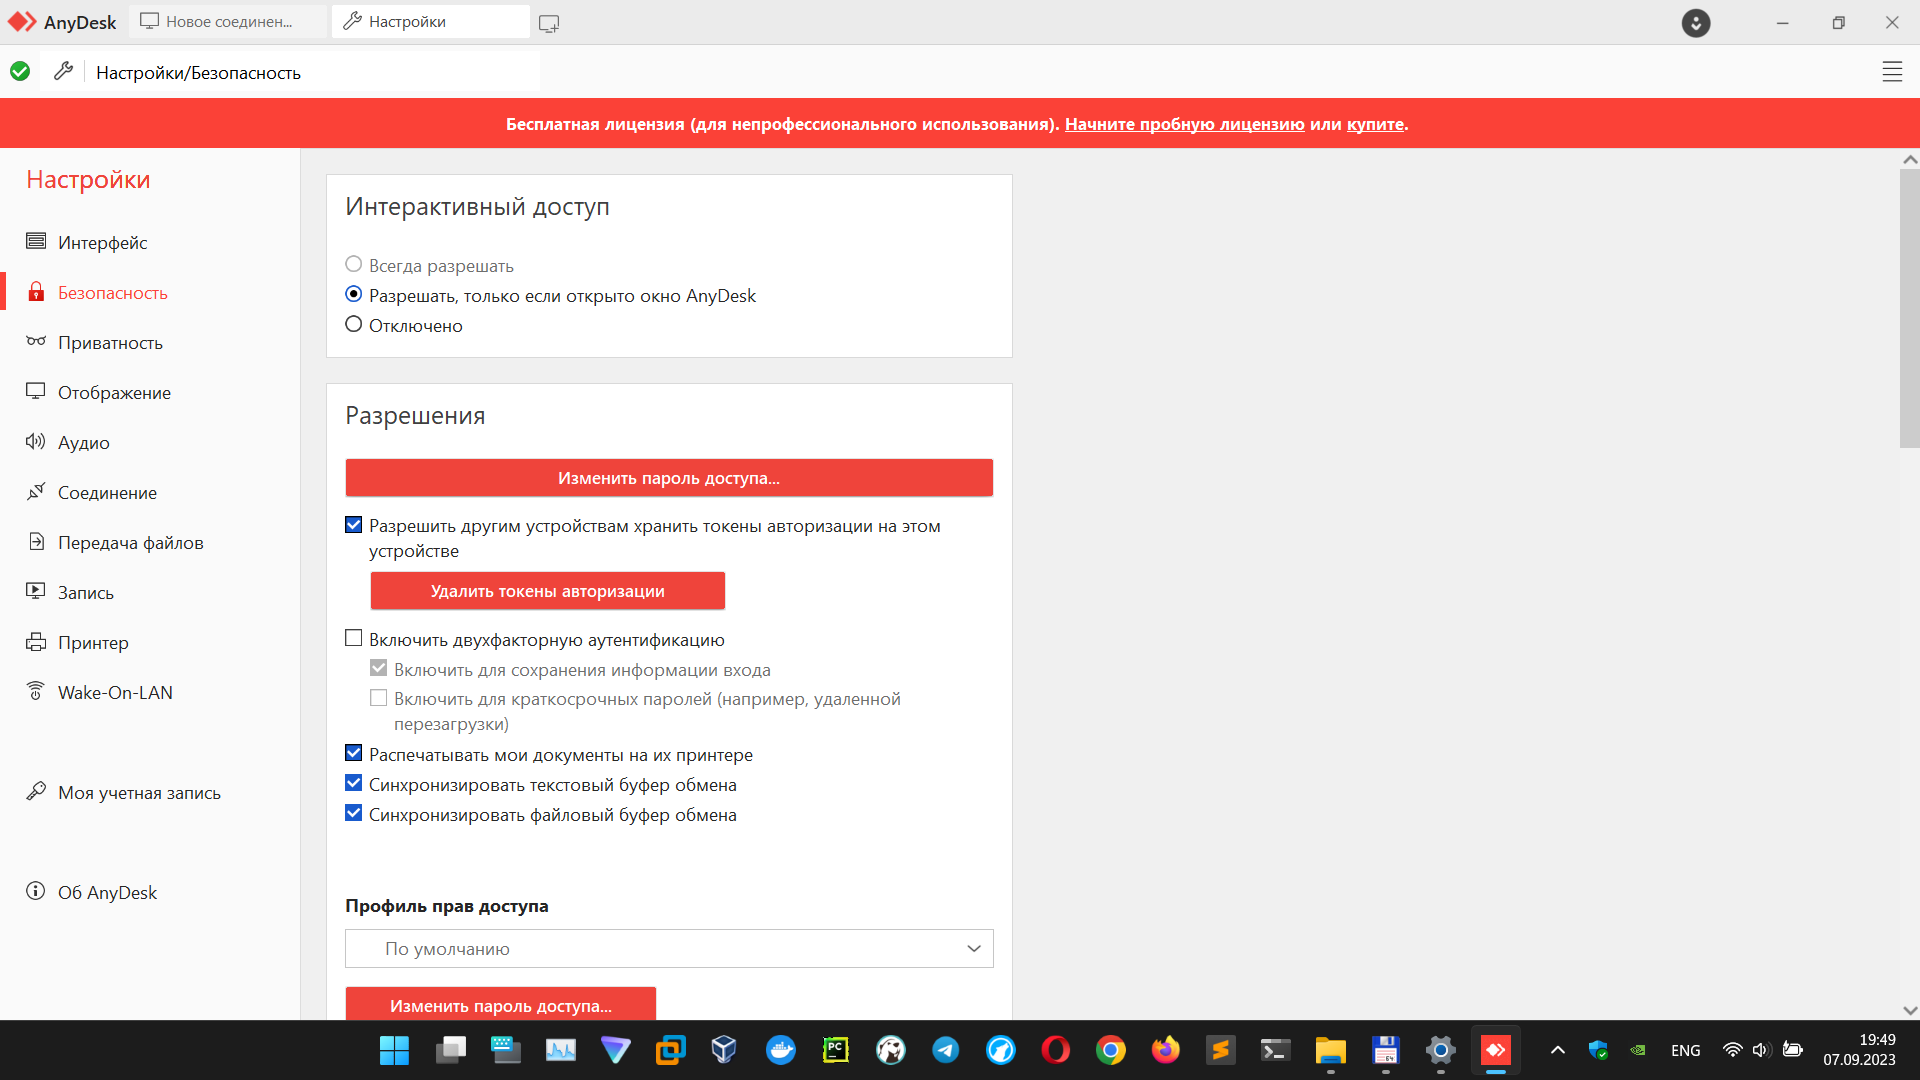 AnyDesk
Новое соединен...
Настройки
Настройки/Безопасность
Бесплатная лицензия (для непрофессионального использования). Начните пробную лицензию или купите.
Настройки
Интерфейс
Безопасность
Приватность
Отображение
Аудио
Соединение
Передача файлов
Запись
Принтер
Wake-On-LAN
Моя учетная запись
Об AnyDesk
Интерактивный доступ
Всегда разрешать
Разрешать, только если открыто окно AnyDesk
Отключено
Разрешения
Изменить пароль доступа...
Разрешить другим устройствам хранить токены авторизации на этом
устройстве
Удалить токены авторизации
Включить двухфакторную аутентификацию
Включить для сохранения информации входа
Включить для краткосрочных паролей (например, удаленной
перезагрузки)
Распечатывать мои документы на их принтере
Синхронизировать текстовый буфер обмена
Синхронизировать файловый буфер обмена
Профиль прав доступа
По умолчанию
Изменить пароль доступа...
PC
64
ENG
19:49
07.09.2023